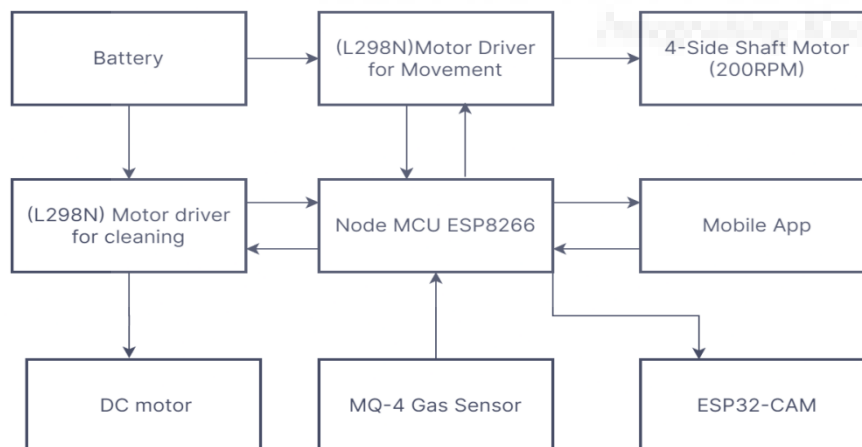 Battery
(L298N)Motor Driver
for Movement
4-Side Shaft Motor
(200RPM)
(L298N) Motor driver
for cleaning
Node MCU ESP8266
Mobile App
DC motor
MQ-4 Gas Sensor
ESP32-CAM